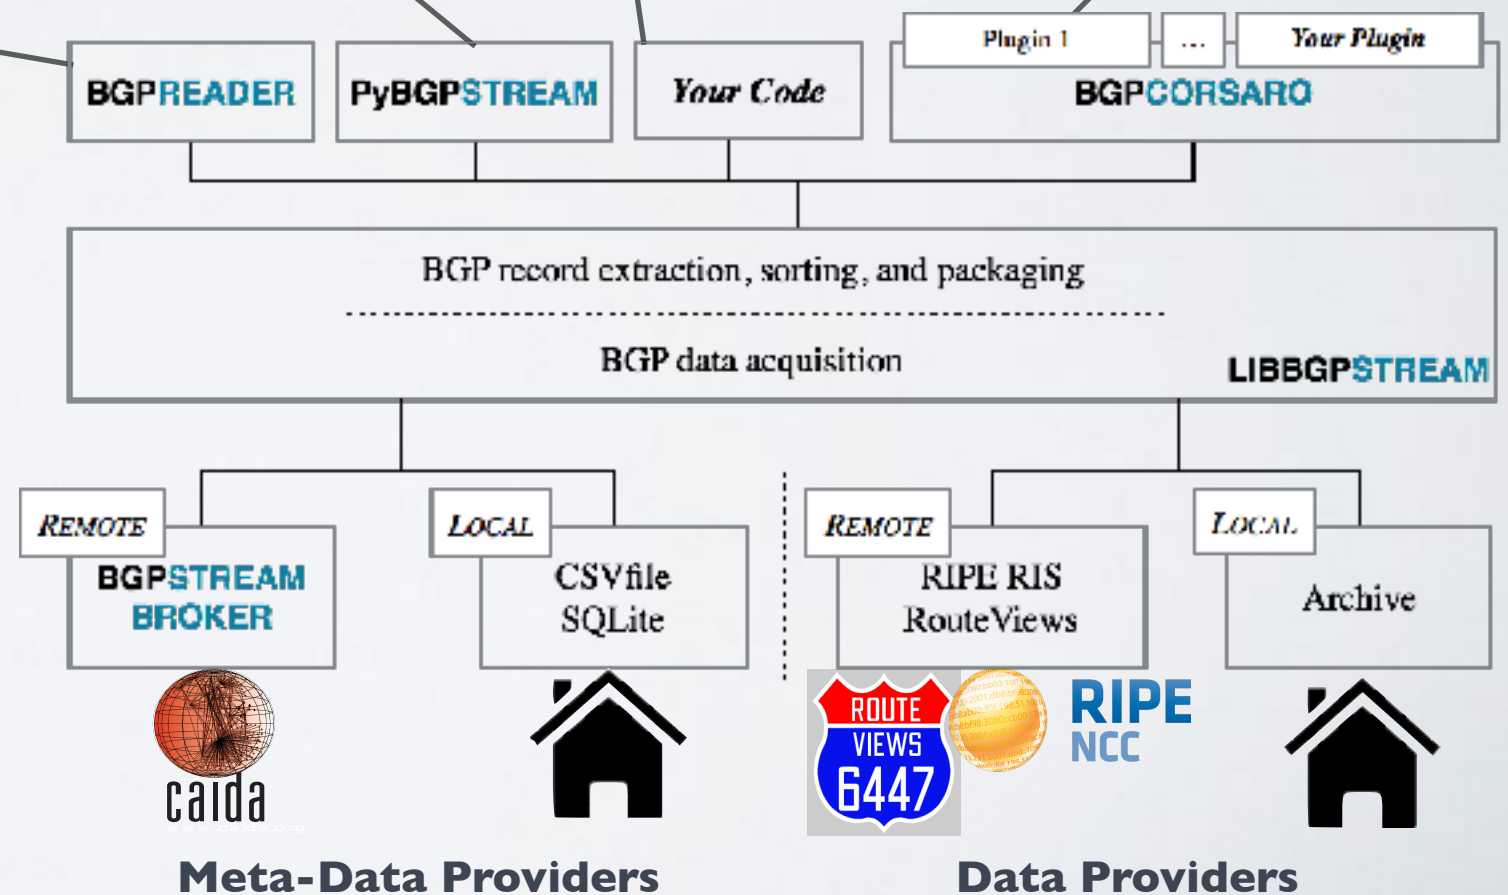 Plugin 1
...
Your Plugin
BGPREADER
PyBGPSTREAM
Your Code
BGPCORSARO
BGP record extraction, sorting, and packaging
BGP data acquisition
LIBBGPSTREAM
REMOTE
BGPSTREAM
BROKER
LOCAL
CSVfile
SQLite
REMOTE
RIPE RIS
RouteViews
LOCAL
Archive
caida
ROUTE
VIEWS
6447
RIPE
NCC
Meta-Data Providers
Data Providers